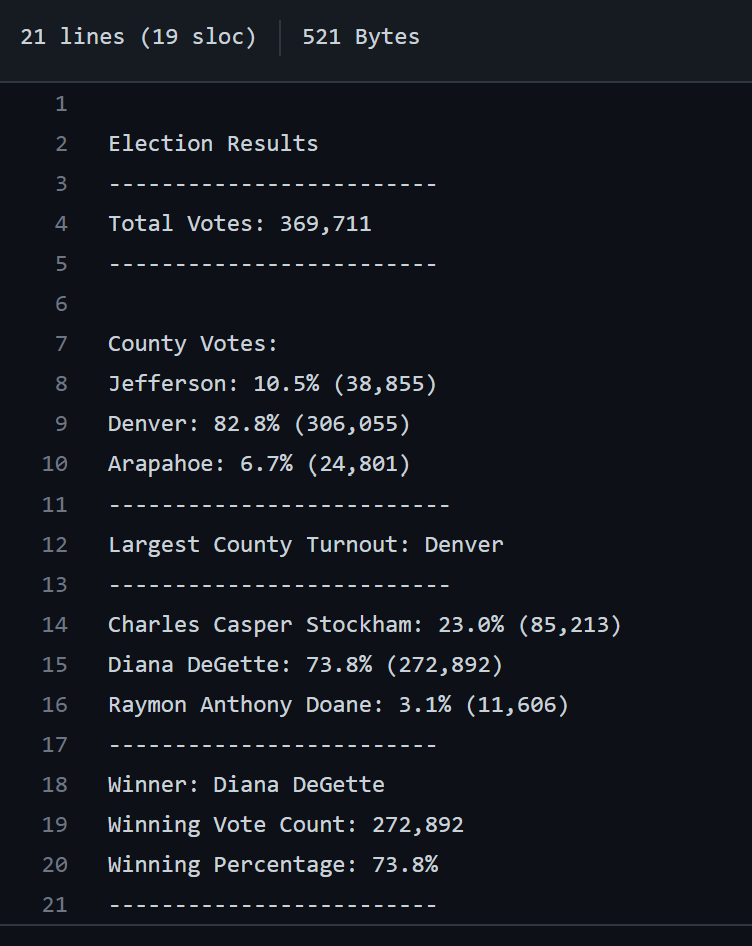 21 lines (19 sloc) | 521 Bytes
1
2 Election Results
3 -------------------------
4 Total Votes: 369,711
5 -------------------------
6
7 County Votes:
8 Jefferson: 10.5% (38,855)
9 Denver: 82.8% (306,055)
10 Arapahoe: 6.7% (24,801)
11 --------------------------
12 Largest County Turnout: Denver
13 --------------------------
14 Charles Casper Stockham: 23.0% (85,213)
15 Diana DeGette: 73.8% (272,892)
16 Raymon Anthony Doane: 3.1% (11,606)
17 -------------------------
18 Winner: Diana DeGette
19 Winning Vote Count: 272,892
20 Winning Percentage: 73.8%
21 -------------------------